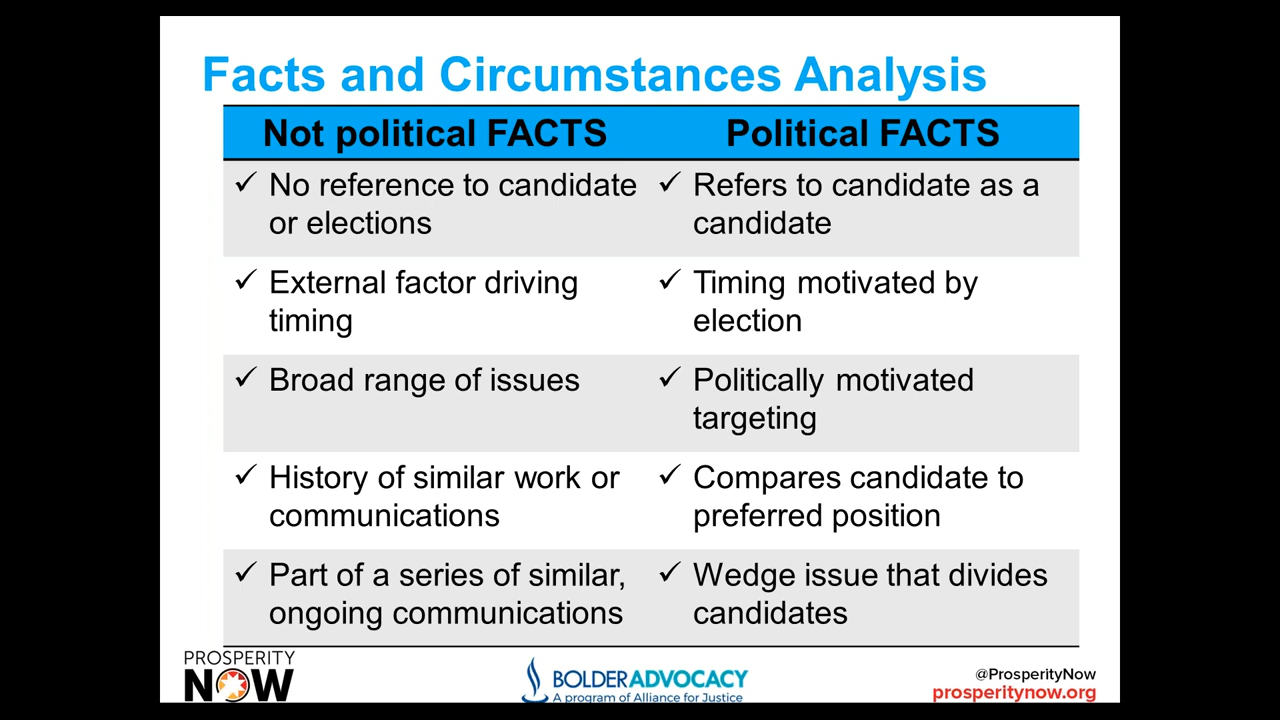 Facts and Circumstances Analysis
Not political FACTS
Political FACTS
✓ No reference to candidate
or elections
✓ Refers to candidate as a
candidate
✓ External factor driving
timing
✓ Timing motivated by
election
✓ Broad range of issues
✓ Politically motivated
targeting
✓ History of similar work or
communications
✓ Compares candidate to
preferred position
✓ Part of a series of similar,
ongoing communications
✓ Wedge issue that divides
candidates
PROSPERITY
NOW
BOLDERADVOCACY
A program of Alliance for Justice
@ProsperityNow
prosperitynow.org